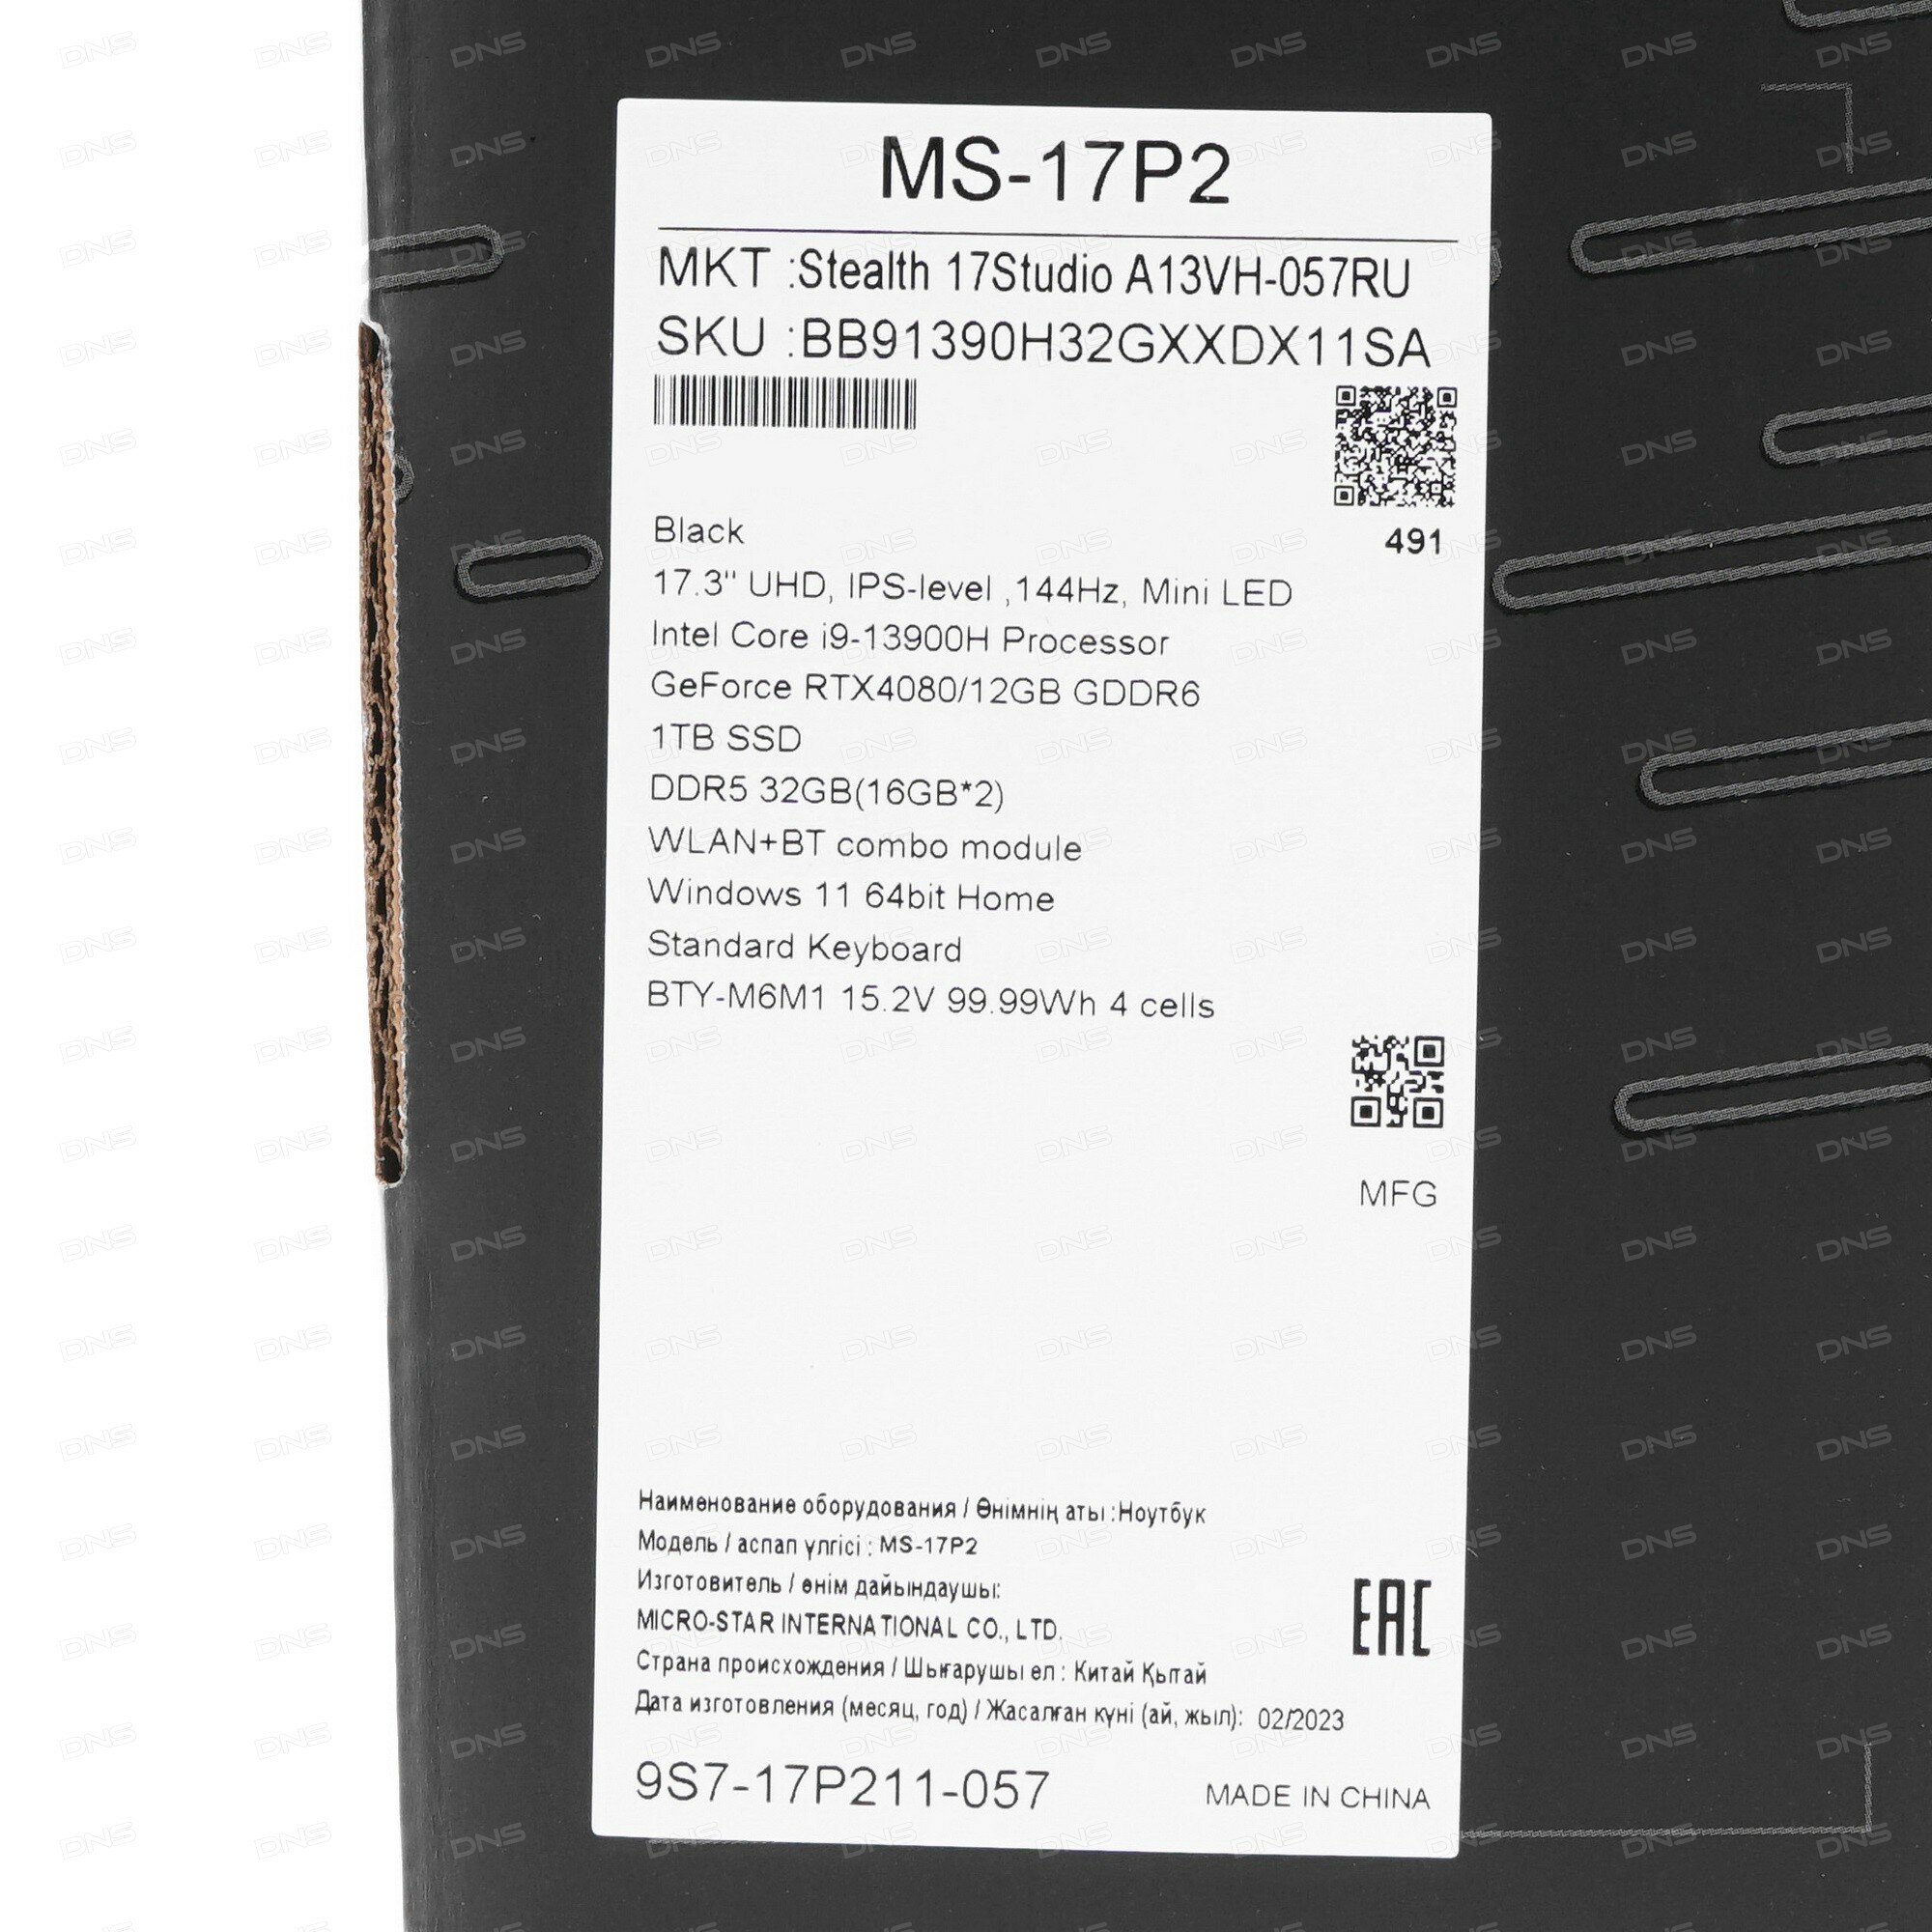 MS-17P2
MKT :Stealth 17Studio A13VH-057RU
SKU :BB91390H32GXXDX11SA
491
Black
17.3" UHD, IPS-level ,144Hz, Mini LED
Intel Core i9-13900H Processor
GeForce RTX4080/12GB GDDR6
1TB SSD
DDR5 32GB(16GB*2)
WLAN+BT combo module
Windows 11 64bit Home
Standard Keyboard
BTY-M6M1 15.2V 99.99Wh 4 cells
MFG
Наименование оборудования / Өнімнің аты :Ноутбук
Модель / аспап үлгісі : MS-17P2
Изготовитель / өнім дайындаушы:
MICRO-STAR INTERNATIONAL CO., LTD.
EAC
Страна происхождения / Шығарушы ел : Китай Қытай
Дата изготовления (месяц, год) / Жасалған күні (ай, жыл): 02/2023
9S7-17P211-057
MADE IN CHINA
DNS